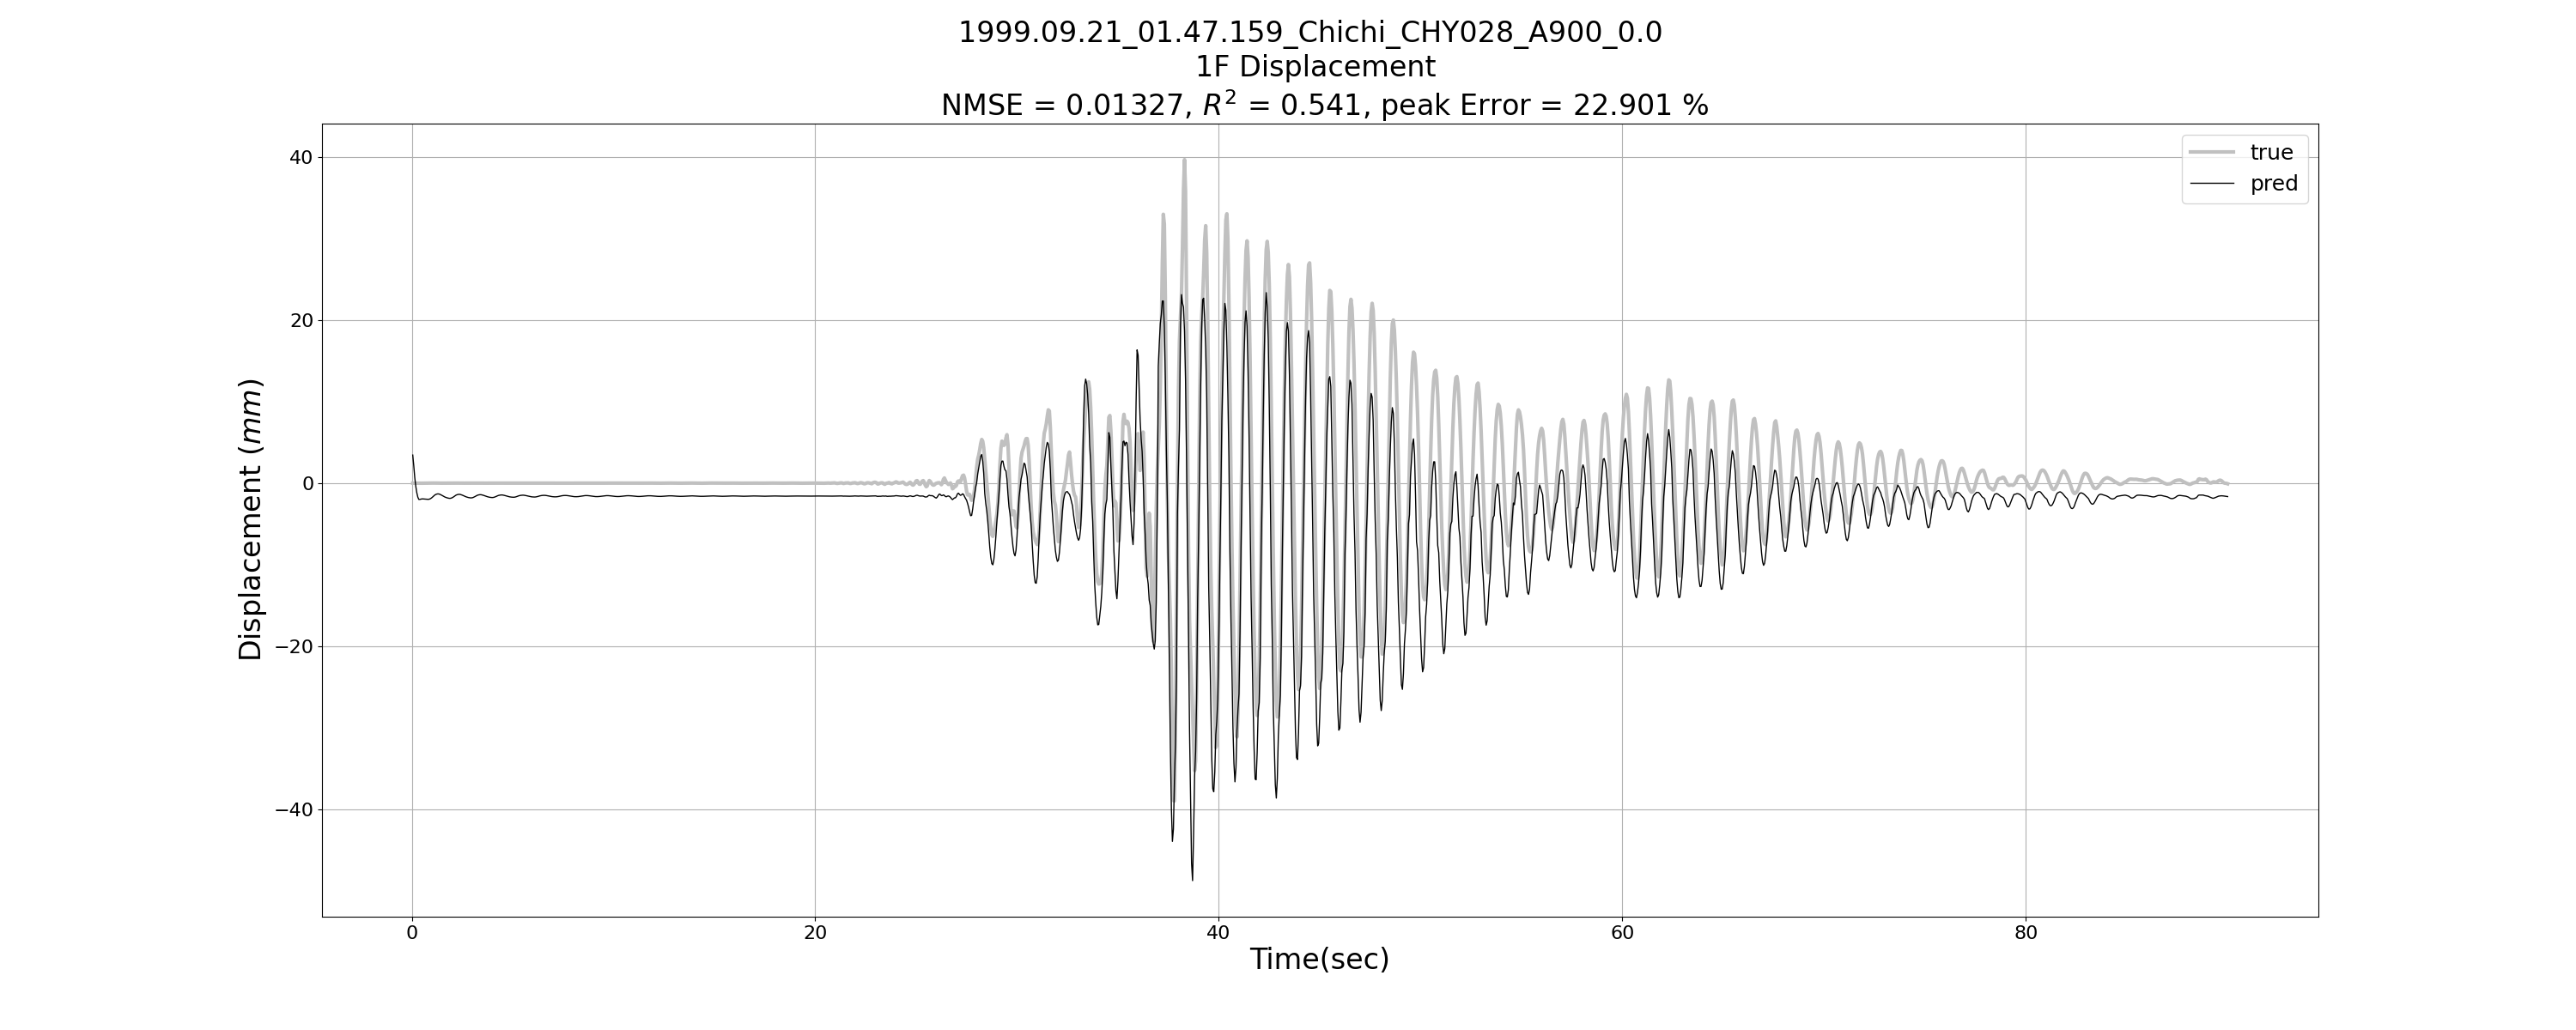 1999.09.21_01.47.159_Chichi_CHY028_A900_0.0
1F Displacement
NMSE = 0.01327, R² = 0.541, peak Error = 22.901 %
true
pred
Displacement (mm)
40
20
0
−20
−40
0
20
40
60
80
Time(sec)